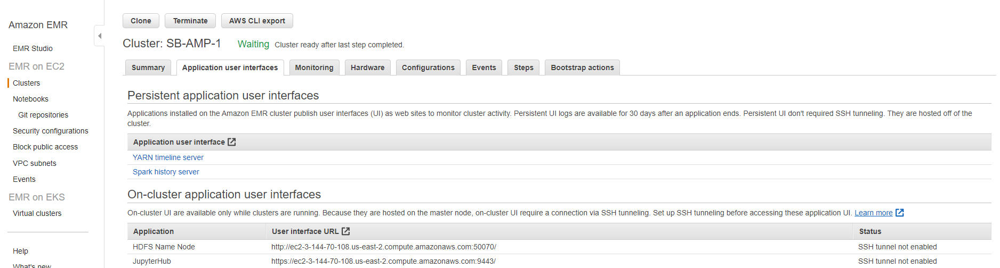 Amazon EMR
EMR Studio
EMR on EC2
Clusters
Notebooks
Git repositories
Security configurations
Block public access
VPC subnets
Events
EMR on EKS
Virtual clusters
Help
What's new
Clone Terminate AWS CLI export
Cluster: SB-AMP-1 Waiting Cluster ready after last step completed.
Summary Application user interfaces Monitoring Hardware Configurations Events Steps Bootstrap actions
Persistent application user interfaces
Applications installed on the Amazon EMR cluster publish user interfaces (UI) as web sites to monitor cluster activity. Persistent UI logs are available for 30 days after an application ends. Persistent UI don't required SSH tunneling. They are hosted off of the
cluster.
Application user interface
YARN timeline server
Spark history server
On-cluster application user interfaces
On-cluster UI are available only while clusters are running. Because they are hosted on the master node, on-cluster UI require a connection via SSH tunneling. Set up SSH tunneling before accessing these application UI. Learn more
Application User interface URL Status
HDFS Name Node http://ec2-3-144-70-108.us-east-2.compute.amazonaws.com:50070/ SSH tunnel not enabled
JupyterHub https://ec2-3-144-70-108.us-east-2.compute.amazonaws.com:9443/ SSH tunnel not enabled